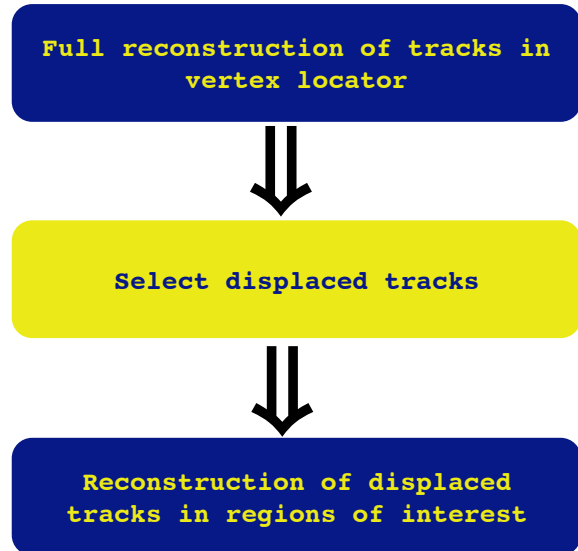 Full reconstruction of tracks in
vertex locator
Select displaced tracks
Reconstruction of displaced
tracks in regions of interest